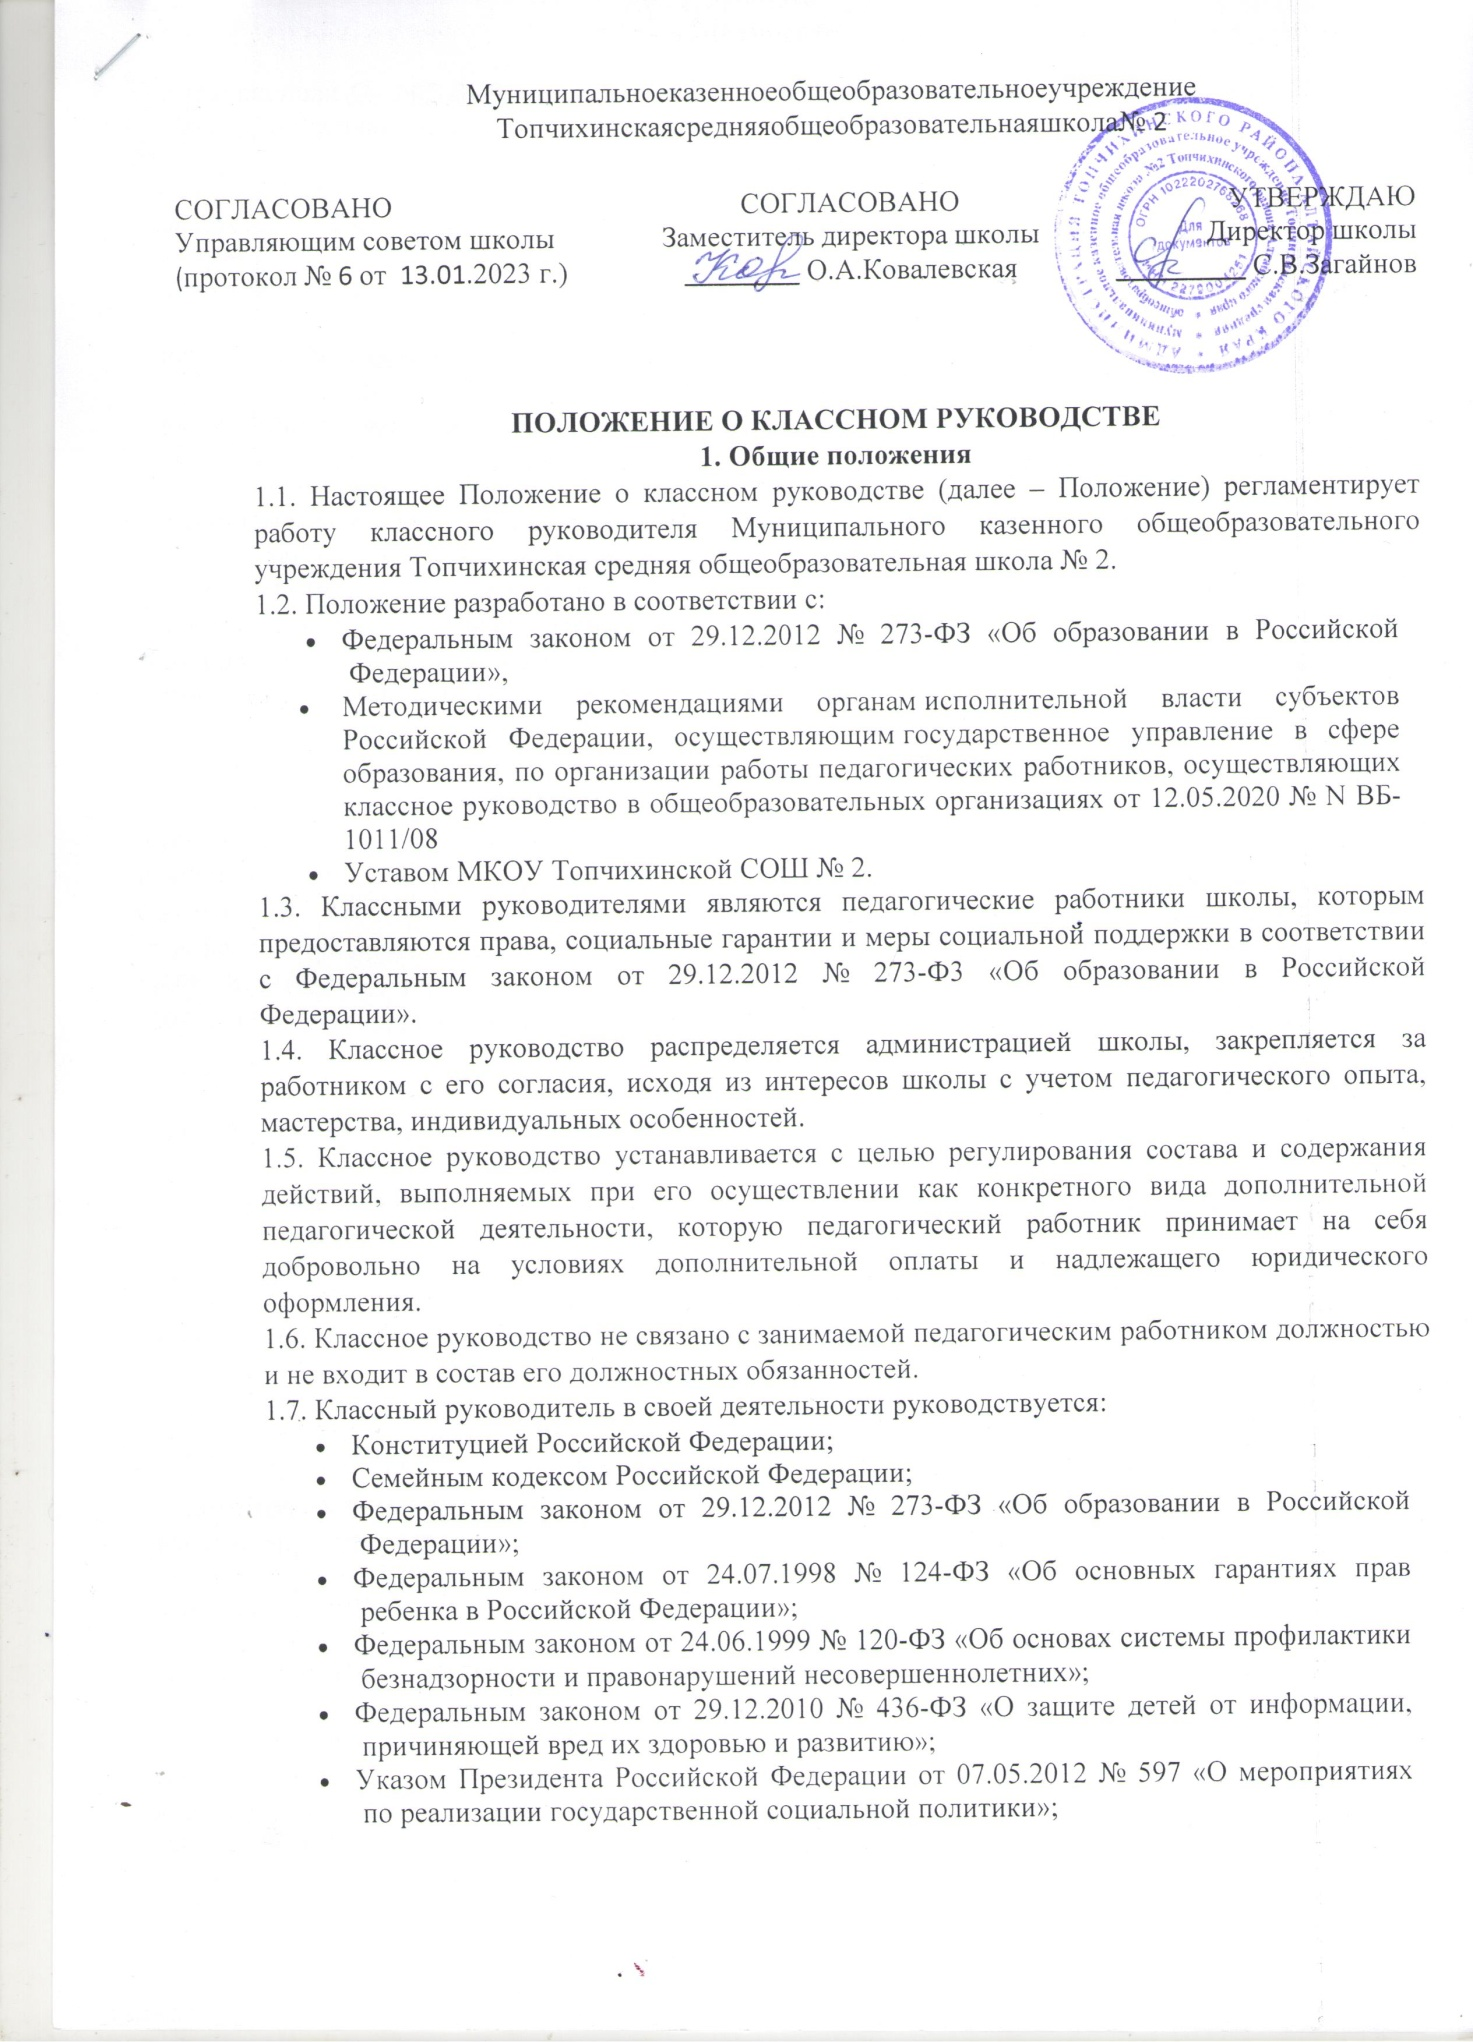 Муниципальноеказенноеобщеобразовательноеучреждение
Топчихинскаясредняяобщеобразовательнаяшкола№ 2
СОГЛАСОВАНО
Управляющим советом школы
(протокол № 6 от 13.01.2023 г.)
СОГЛАСОВАНО
Заместитель директора школы
О.А.Ковалевская
УТВЕРЖДАЮ
Директор школы
С.В.Загайнов
Для
документов
ПОЛОЖЕНИЕ О КЛАССНОМ РУКОВОДСТВЕ
1. Общие положения
1.1. Настоящее Положение о классном руководстве (далее – Положение) регламентирует
работу классного руководителя Муниципального казенного общеобразовательного
учреждения Топчихинская средняя общеобразовательная школа № 2.
1.2. Положение разработано в соответствии с:
• Федеральным законом от 29.12.2012 № 273-ФЗ «Об образовании в Российской
Федерации»,
• Методическими рекомендациями органам исполнительной власти субъектов
Российской Федерации, осуществляющим государственное управление в сфере
образования, по организации работы педагогических работников, осуществляющих
классное руководство в общеобразовательных организациях от 12.05.2020 № N ВБ-
1011/08
• Уставом МКОУ Топчихинской СОШ № 2.
1.3. Классными руководителями являются педагогические работники школы, которым
предоставляются права, социальные гарантии и меры социальной поддержки в соответствии
с Федеральным законом от 29.12.2012 № 273-ФЗ «Об образовании в Российской
Федерации».
1.4. Классное руководство распределяется администрацией школы, закрепляется за
работником с его согласия, исходя из интересов школы с учетом педагогического опыта,
мастерства, индивидуальных особенностей.
1.5. Классное руководство устанавливается с целью регулирования состава и содержания
действий, выполняемых при его осуществлении как конкретного вида дополнительной
педагогической деятельности, которую педагогический работник принимает на себя
добровольно на условиях дополнительной оплаты и надлежащего юридического
оформления.
1.6. Классное руководство не связано с занимаемой педагогическим работником должностью
и не входит в состав его должностных обязанностей.
1.7. Классный руководитель в своей деятельности руководствуется:
• Конституцией Российской Федерации;
• Семейным кодексом Российской Федерации;
• Федеральным законом от 29.12.2012 № 273-ФЗ «Об образовании в Российской
Федерации»;
• Федеральным законом от 24.07.1998 № 124-ФЗ «Об основных гарантиях прав
ребенка в Российской Федерации»;
• Федеральным законом от 24.06.1999 № 120-ФЗ «Об основах системы профилактики
безнадзорности и правонарушений несовершеннолетних»;
• Федеральным законом от 29.12.2010 № 436-ФЗ «О защите детей от информации,
причиняющей вред их здоровью и развитию»;
• Указом Президента Российской Федерации от 07.05.2012 № 597 «О мероприятиях
по реализации государственной социальной политики»;